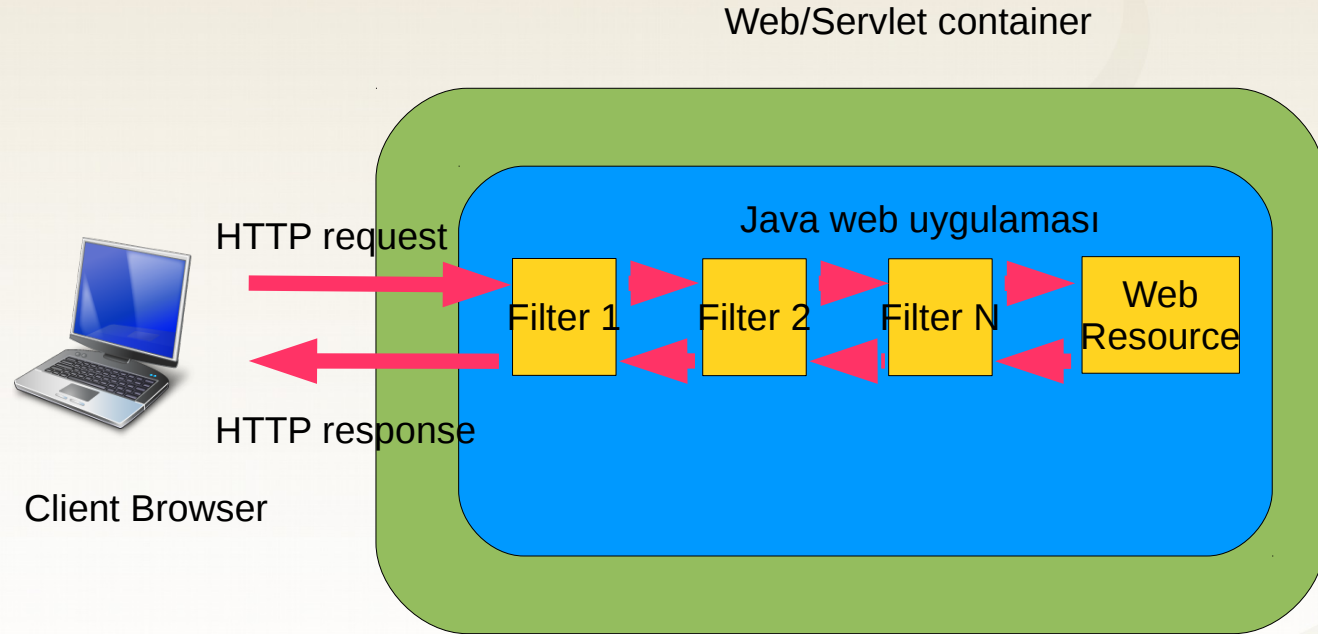 Web/Servlet container
Java web uygulaması
HTTP request
Filter 1
Filter 2
Filter N
Web
Resource
HTTP response
Client Browser